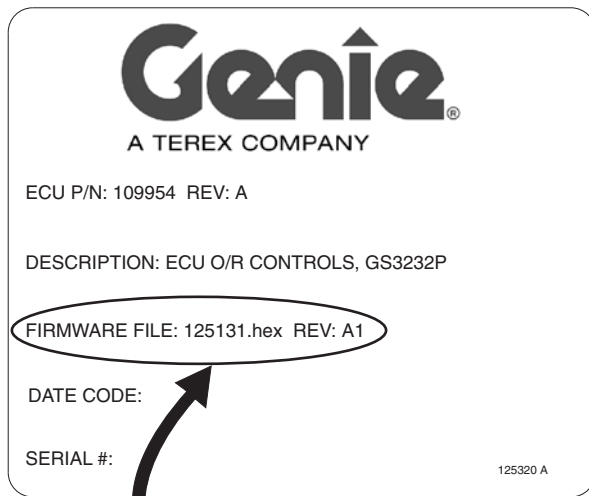 Genie®
A TEREX COMPANY
ECU P/N: 109954 REV: A
DESCRIPTION: ECU O/R CONTROLS, GS3232P
FIRMWARE FILE: 125131.hex REV: A1
DATE CODE:
SERIAL #:
125320 A